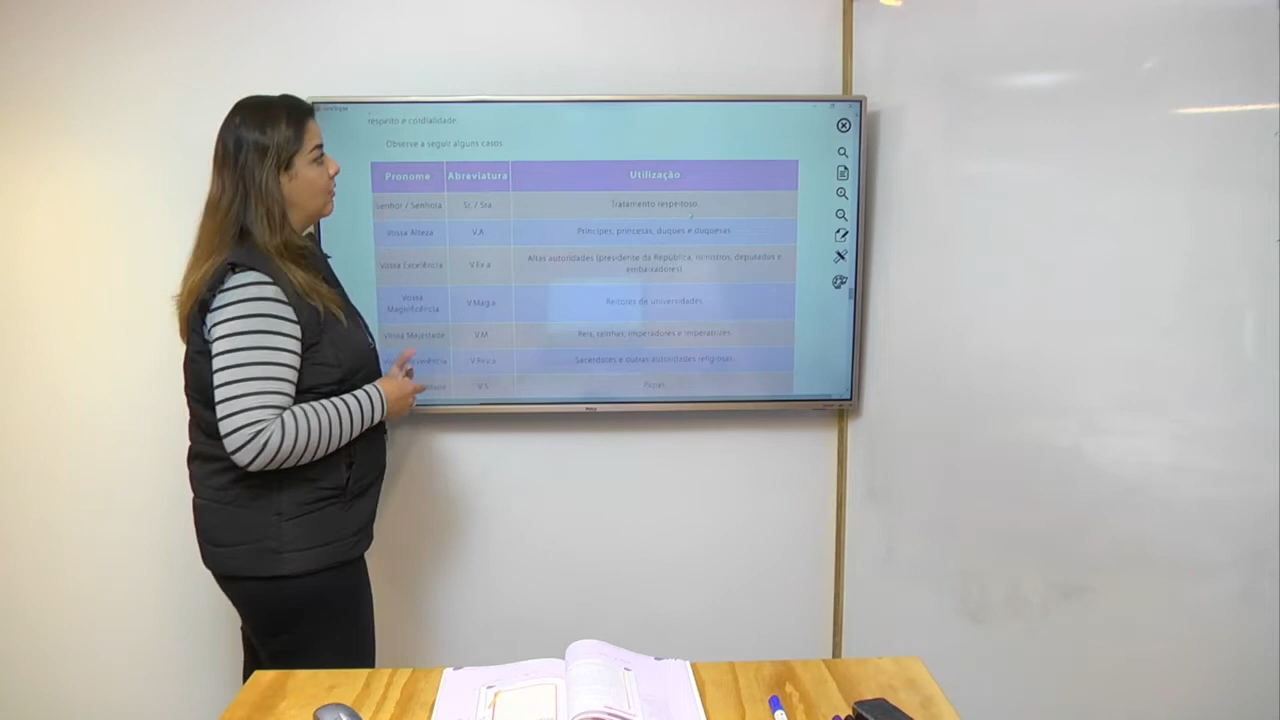 respeito e cordialidade.
Observe a seguir alguns casos
Pronome Abreviatura Utilização
Senhor / Senhora Sr. / Sra. Tratamento respeitoso.
Vossa Alteza V.A. Príncipes, princesas, duques e duquesas
Vossa Excelência V.Ex.a Altas autoridades (presidente da República, ministros, deputados e
embaixadores)
Vossa
Magnificência V.Mag.a Reitores de universidades.
Vossa Majestade V.M. Reis, rainhas, imperadores e imperatrizes.
V.Rev.a Sacerdotes e outras autoridades religiosas.
V.S. Papas.